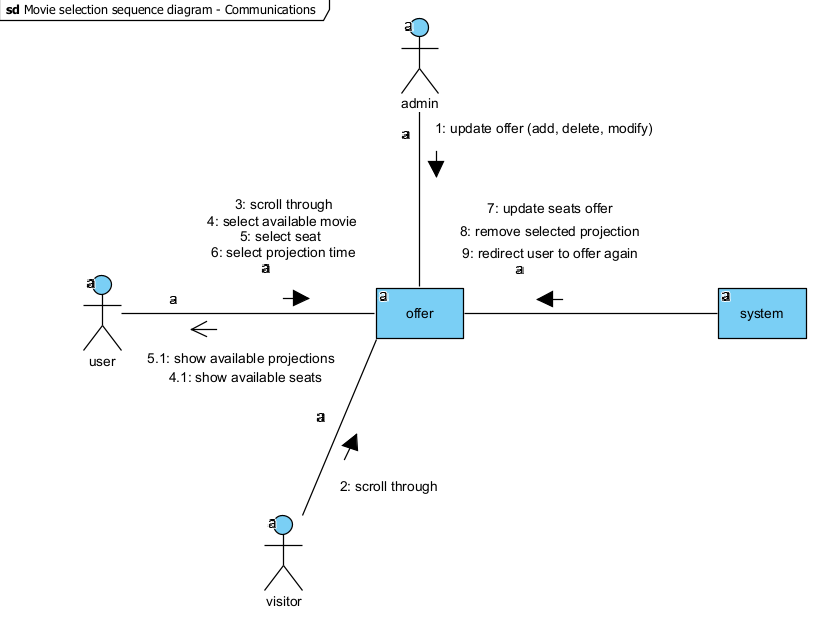 sd Movie selection sequence diagram - Communications
a
admin
a
1: update offer (add, delete, modify)
3: scroll through
4: select available movie
5: select seat
6: select projection time
a
7: update seats offer
8: remove selected projection
9: redirect user to offer again
a
a
user
a
a
offer
a
system
5.1: show available projections
4.1: show available seats
a
2: scroll through
a
visitor